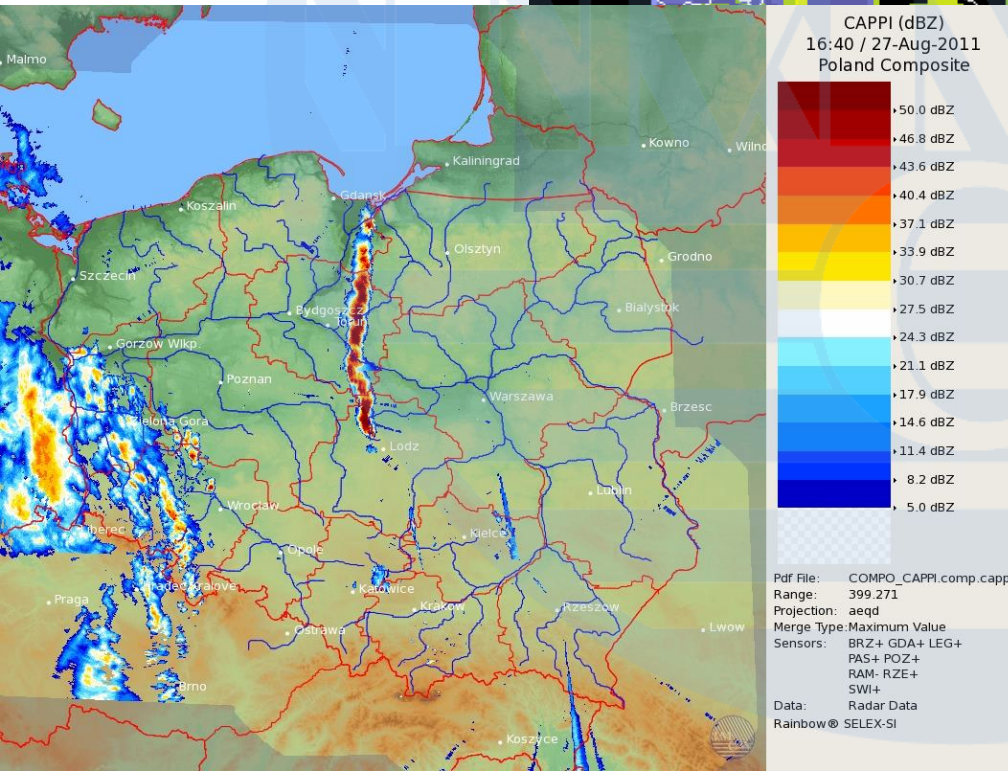 CAPPI (dBZ)
16:40 / 27-Aug-2011
Poland Composite
50.0 dBZ
46.8 dBZ
43.6 dBZ
40.4 dBZ
37.1 dBZ
33.9 dBZ
30.7 dBZ
27.5 dBZ
24.3 dBZ
21.1 dBZ
17.9 dBZ
14.6 dBZ
11.4 dBZ
8.2 dBZ
5.0 dBZ
Pdf File: COMPO_CAPPI.comp.capp
Range: 399.271
Projection: aeqd
Merge Type: Maximum Value
Sensors: BRZ+ GDA+ LEG+
PAS+ POZ+
RAM- RZE+
SWI+
Data: Radar Data
Rainbow® SELEX-SI
Malmo
Kowno
Wilno
Kaliningrad
Gdansk
Koszalin
Olsztyn
Grodno
Szczecin
Bydgoszcz
Torun
Bialystok
Gorzow Wlkp.
Poznan
Warszawa
Brzesc
Zielona Gora
Lodz
Lublin
Wroclaw
Liberec
Kielce
Opole
Hradec Kralove
Katowice
Praga
Krakow
Rzeszow
Ostrawa
Lwow
Brno
Koszyce